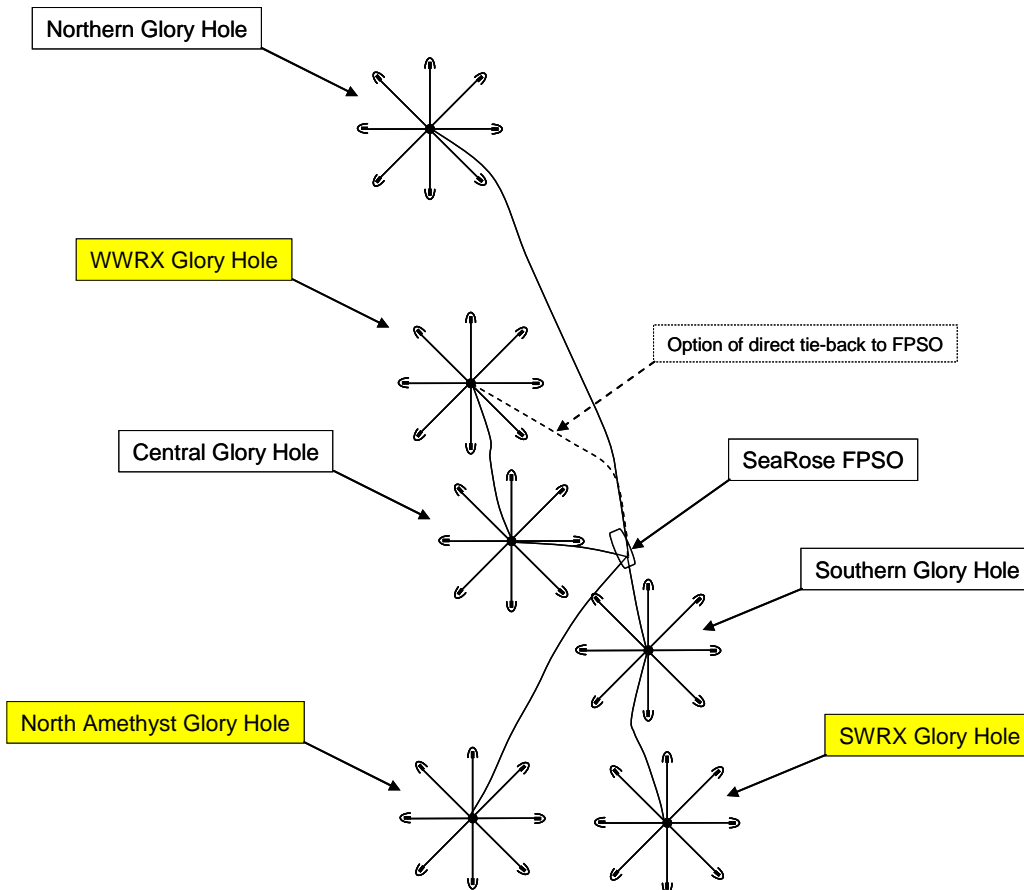 Northern Glory Hole
WWRX Glory Hole
Option of direct tie-back to FPSO
Central Glory Hole
SeaRose FPSO
Southern Glory Hole
North Amethyst Glory Hole
SWRX Glory Hole